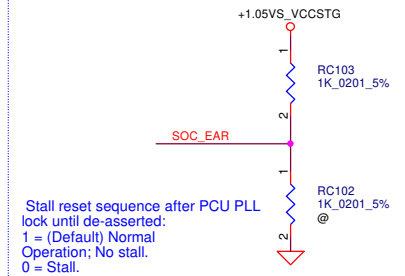 +1.05VS_VCCSTG
1
RC103
1K_0201_5%
2
SOC_EAR
1
RC102
1K_0201_5%
@
2
Stall reset sequence after PCU PLL
lock until de-asserted:
1 = (Default) Normal
Operation; No stall.
0 = Stall.